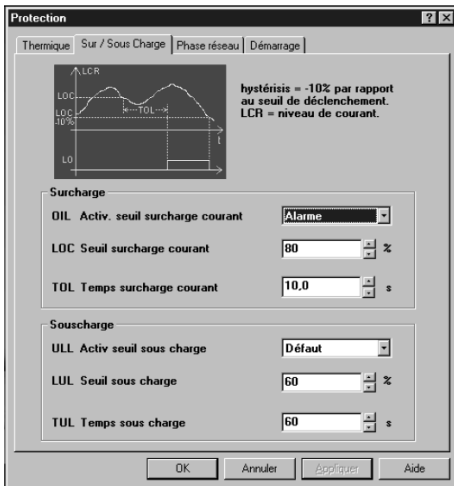 Protection
Thermique Sur / Sous Charge Phase réseau Démarrage
LCR
LOC
LOC
-10%
TOL
t
LO
hystérisis = -10% par rapport
au seuil de déclenchement.
LCR = niveau de courant.
Surcharge
OIL Activ. seuil surcharge courant Alarme
LOC Seuil surcharge courant 80 %
TOL Temps surcharge courant 10,0 s
Souscharge
ULL Activ seuil sous charge Défaut
LUL Seuil sous charge 60 %
TUL Temps sous charge 60 s
OK Annuler Appliquer Aide